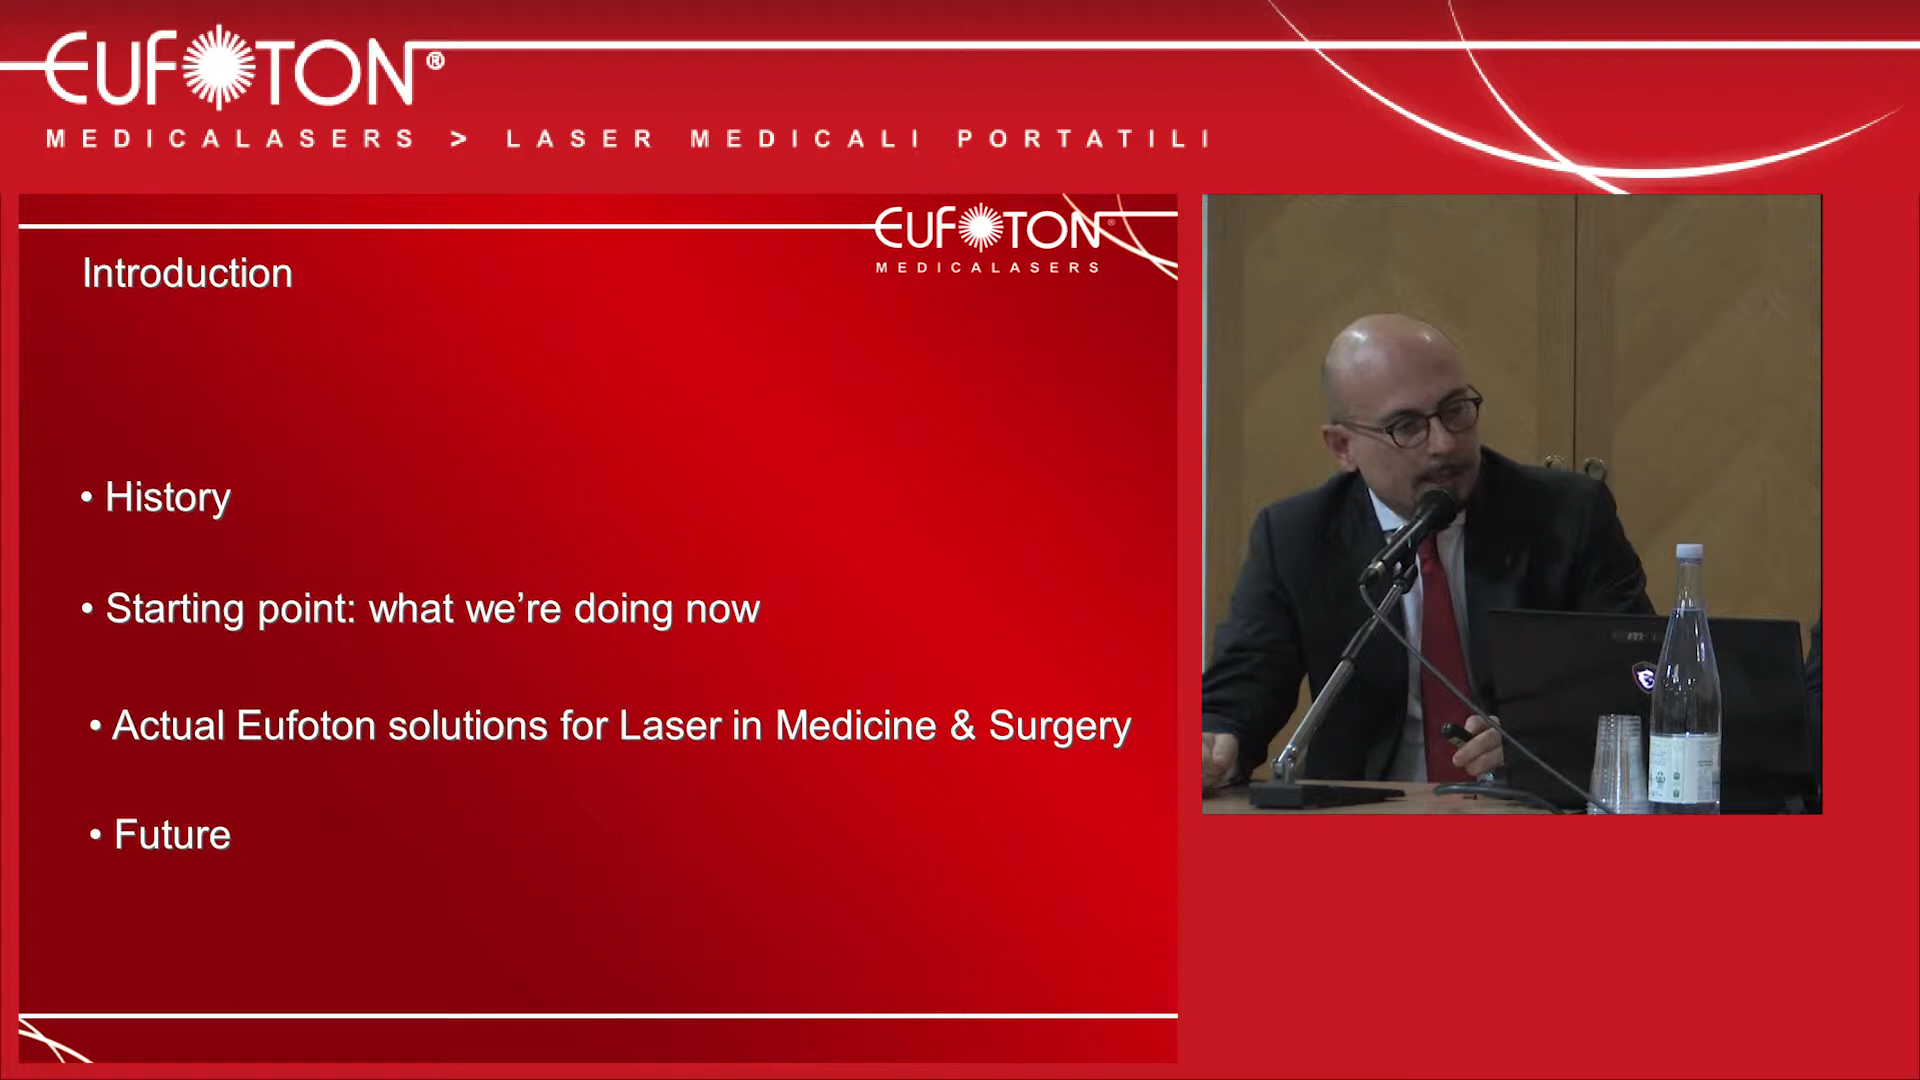 EUFOTON®
MEDICALASERS > LASER MEDICALI PORTATILI
EUFOTON®
MEDICALASERS
Introduction
• History
• Starting point: what we’re doing now
• Actual Eufoton solutions for Laser in Medicine & Surgery
• Future